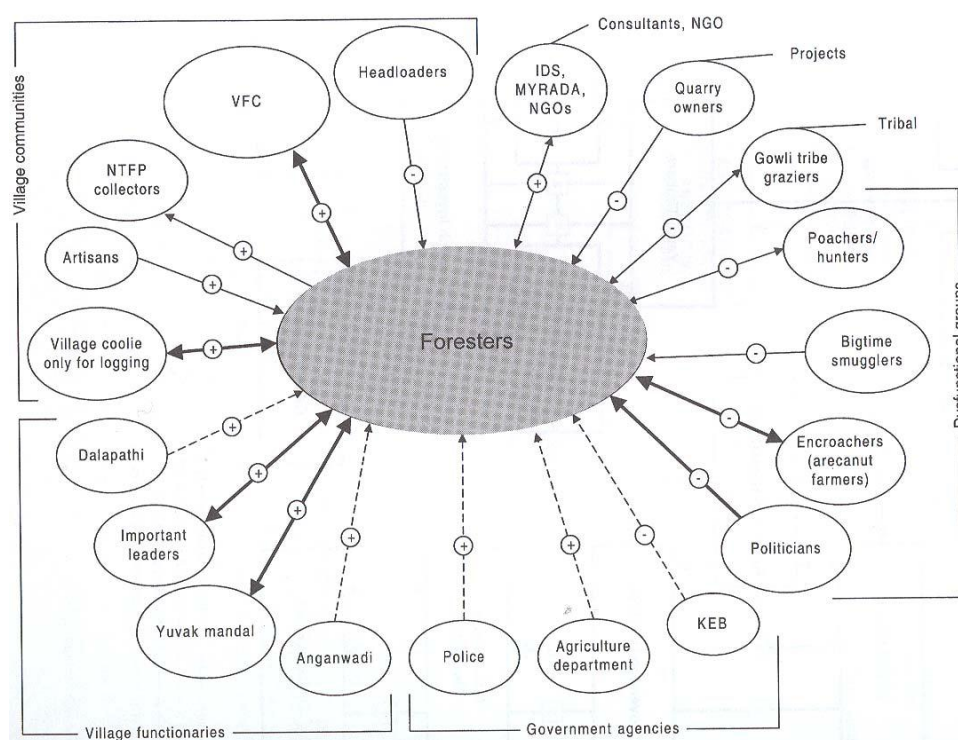 Consultants, NGO
Projects
Tribal
Village communities
Headloaders
VFC
IDS,
MYRADA,
NGOs
Quarry
owners
Gowli tribe
graziers
NTFP
collectors
Poachers/
hunters
Artisans
Foresters
Village coolie
only for logging
Bigtime
smugglers
Dysfunctional groups
Dalapathi
Encroachers
(arecanut
farmers)
Important
leaders
Politicians
Yuvak mandal
Anganwadi
Police
Agriculture
department
KEB
Village functionaries
Government agencies
+
-
+
-
-
-
+
+
+
-
-
-
+
+
+
+
+
+
-